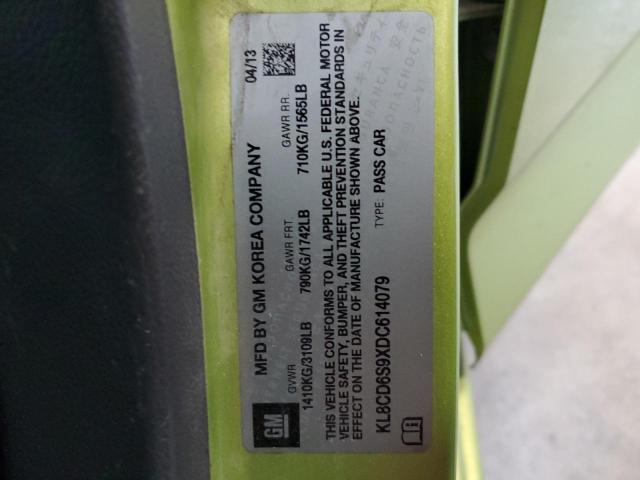 MFD BY GM KOREA COMPANY 04/13
GVWR GAWR FRT. GAWR RR.
1410KG/3109LB 790KG/1742LB 710KG/1565LB
THIS VEHICLE CONFORMS TO ALL APPLICABLE U.S. FEDERAL MOTOR
VEHICLE SAFETY, BUMPER, AND THEFT PREVENTION STANDARDS IN
EFFECT ON THE DATE OF MANUFACTURE SHOWN ABOVE.
KL8CD6S9XDC614079 TYPE: PASS CAR
GM